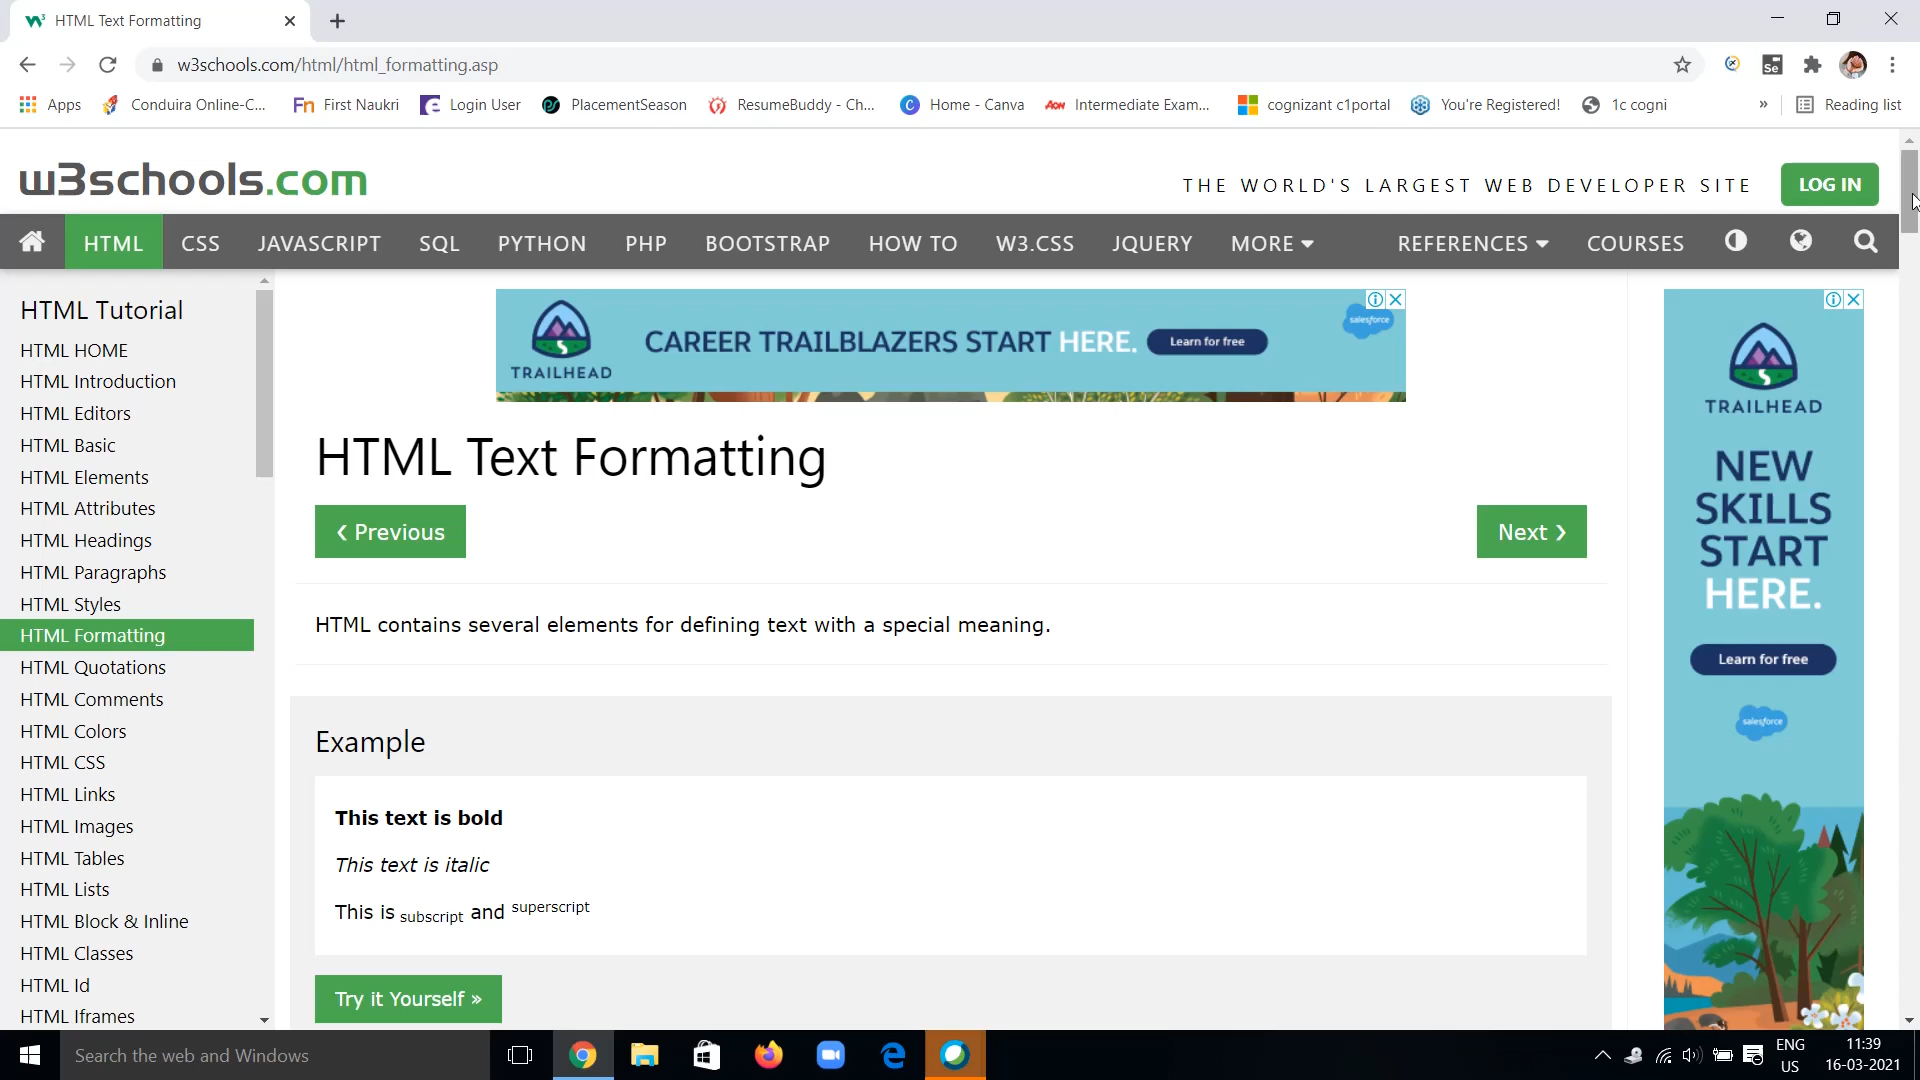 HTML Text Formatting
w3schools.com/html/html_formatting.asp
Apps
Conduira Online-C...
First Naukri
Login User
PlacementSeason
ResumeBuddy - Ch...
Home - Canva
Intermediate Exam...
cognizant c1portal
You're Registered!
1c cogni
»
Reading list
w3schools.com
THE WORLD'S LARGEST WEB DEVELOPER SITE
LOG IN
HTML
CSS
JAVASCRIPT
SQL
PYTHON
PHP
BOOTSTRAP
HOW TO
W3.CSS
JQUERY
MORE
REFERENCES
COURSES
HTML Tutorial
HTML HOME
HTML Introduction
HTML Editors
HTML Basic
HTML Elements
HTML Attributes
HTML Headings
HTML Paragraphs
HTML Styles
HTML Formatting
HTML Quotations
HTML Comments
HTML Colors
HTML CSS
HTML Links
HTML Images
HTML Tables
HTML Lists
HTML Block & Inline
HTML Classes
HTML Id
HTML Iframes
TRAILHEAD
CAREER TRAILBLAZERS START HERE.
Learn for free
salesforce
HTML Text Formatting
❮ Previous
Next ❯
HTML contains several elements for defining text with a special meaning.
Example
This text is bold
This text is italic
This is subscript and superscript
Try it Yourself »
TRAILHEAD
NEW
SKILLS
START
HERE.
Learn for free
salesforce
Search the web and Windows
ENG
US
11:39
16-03-2021